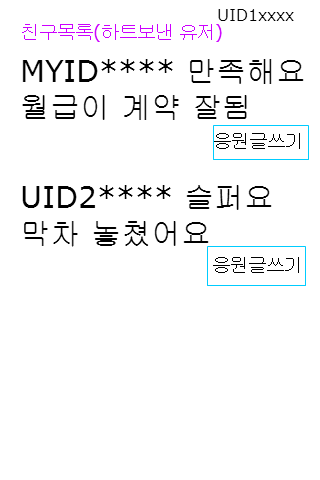 UID1xxxx
친구목록(하트보낸 유저)
MYID**** 만족해요
월급이 계약 잘됨
응원글쓰기
UID2**** 슬퍼요
막차 놓쳤어요
응원글쓰기